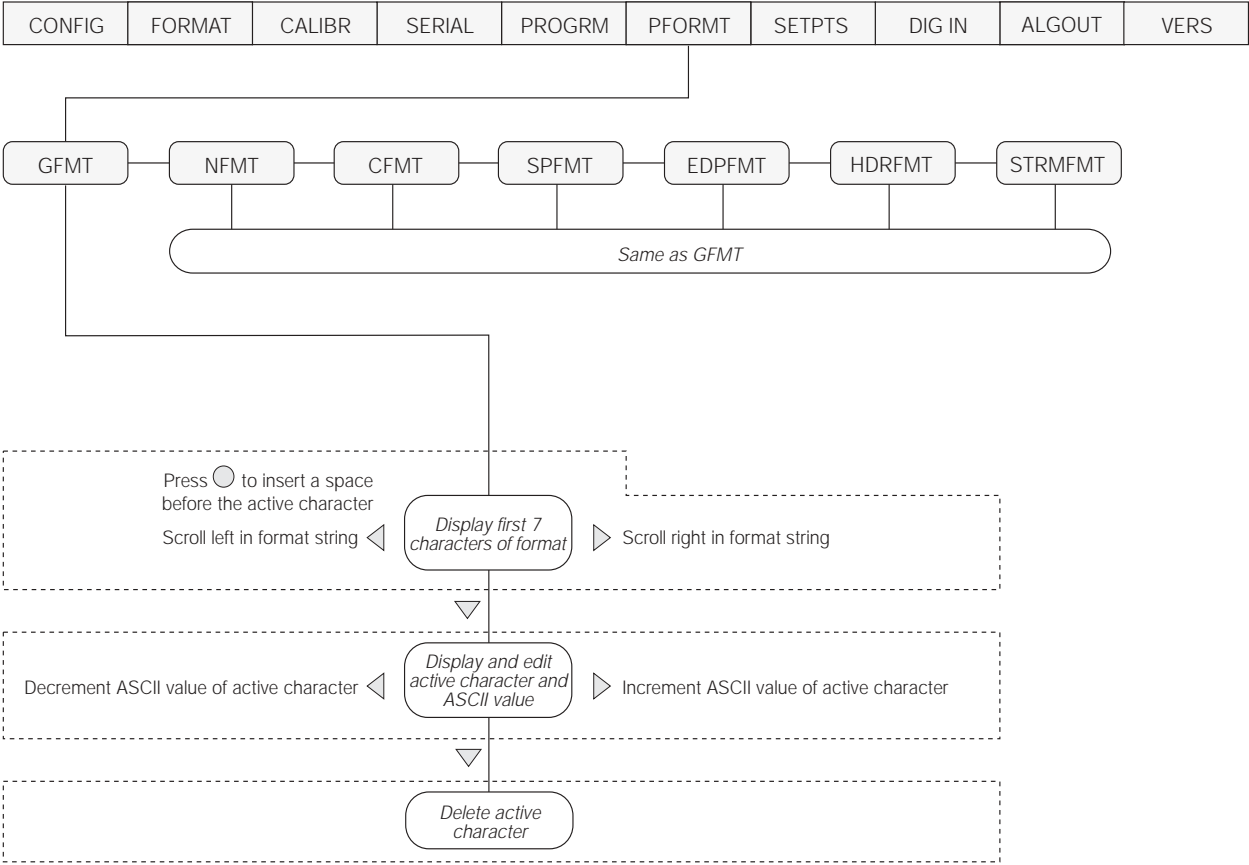 CONFIG FORMAT CALIBR SERIAL PROGRM PFORMT SETPTS DIG IN ALGOUT VERS
GFMT NFMT CFMT SPFMT EDPFMT HDRFMT STRMFMT
Same as GFMT
Press to insert a space
before the active character
Scroll left in format string
Display first 7
characters of format
Scroll right in format string
Decrement ASCII value of active character
Display and edit
active character and
ASCII value
Increment ASCII value of active character
Delete active
character